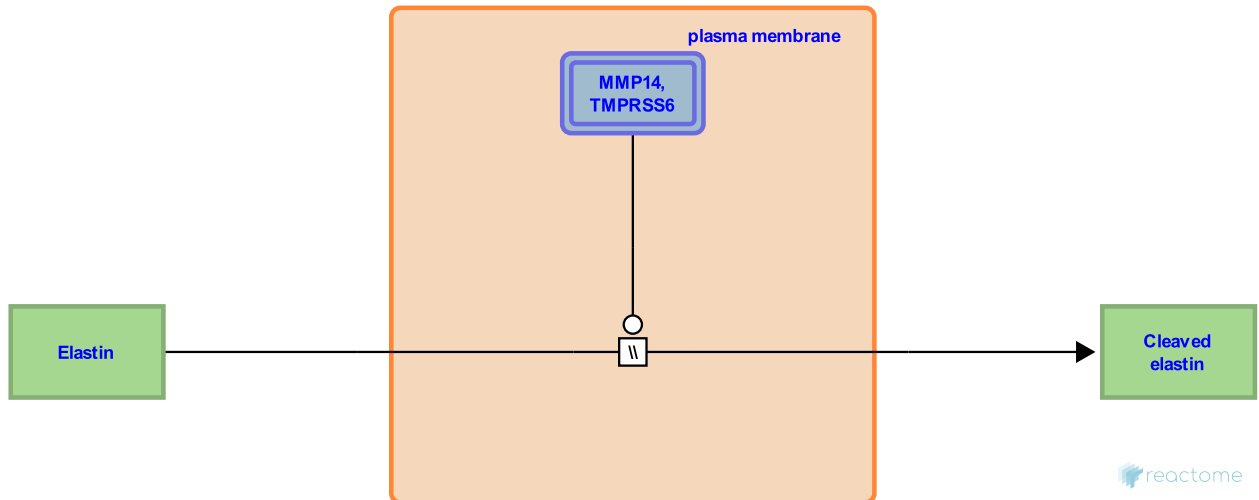 plasma membrane
MMP14,
TMPRSS6
Elastin
\\
Cleaved
elastin
reactome